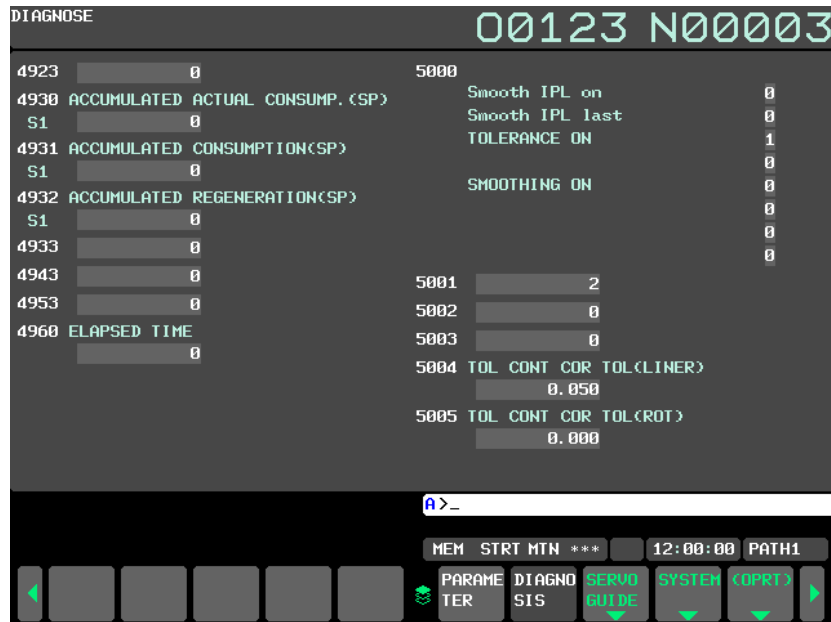 DIAGNOSE
O0123 N00003
4923
0
4930 ACCUMULATED ACTUAL CONSUMP.(SP)
S1 0
4931 ACCUMULATED CONSUMPTION(SP)
S1 0
4932 ACCUMULATED REGENERATION(SP)
S1 0
4933 0
4943 0
4953 0
4960 ELAPSED TIME
0
5000
Smooth IPL on 0
Smooth IPL last 0
TOLERANCE ON 1
0
SMOOTHING ON 0
0
0
0
5001 2
5002 0
5003 0
5004 TOL CONT COR TOL(LINER)
0.050
5005 TOL CONT COR TOL(ROT)
0.000
A>_
MEM STRT MTN *** 12:00:00 PATH1
PARAME
TER
DIAGNO
SIS
SERVO
GUIDE
SYSTEM
(OPRT)